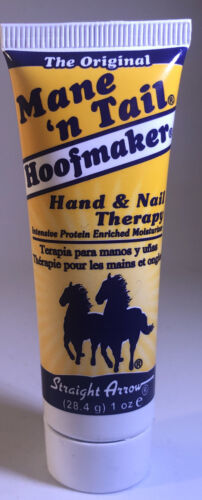 The Original
Mane
'n Tail®
Hoofmaker®
Hand & Nail
Therapy
Intensive Protein Enriched Moisturizer
Terapia para manos y uñas
Thérapie pour les mains et ongles
®
Straight Arrow®
(28.4 g) 1 oz ℮